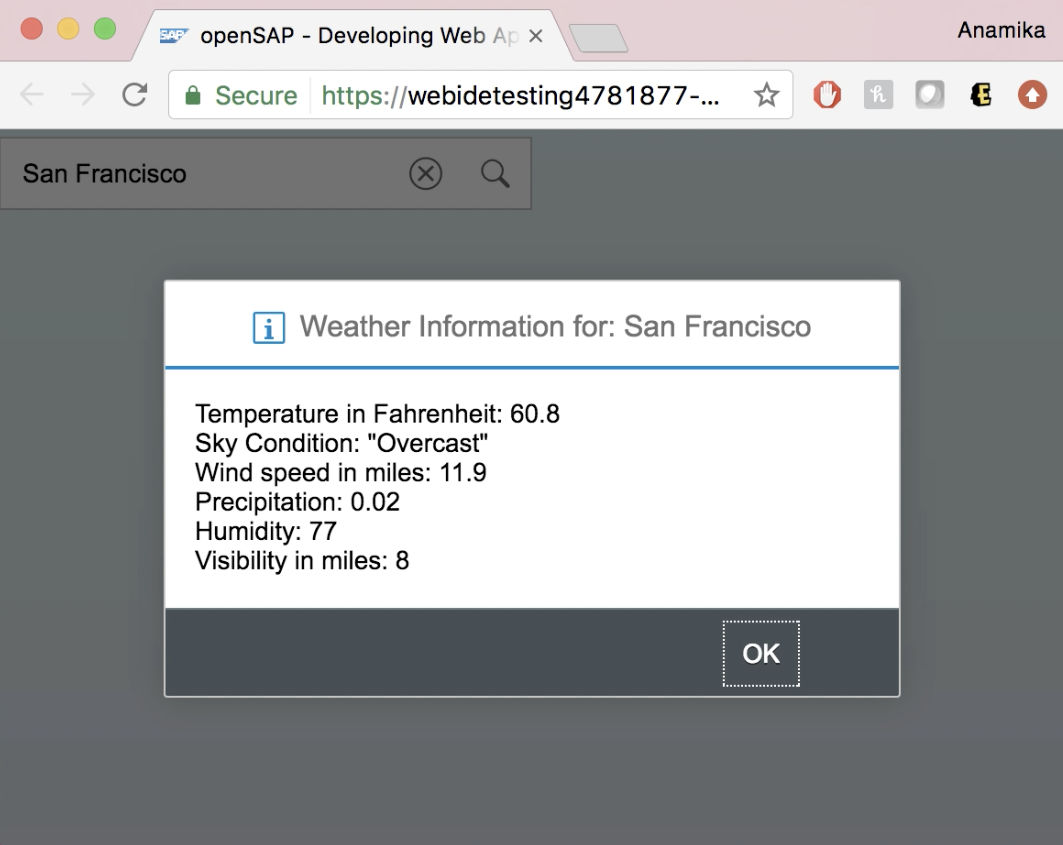 SAP openSAP - Developing Web Ap
Anamika
Secure https://webidetesting4781877-...
h
E
San Francisco
i Weather Information for: San Francisco
Temperature in Fahrenheit: 60.8
Sky Condition: "Overcast"
Wind speed in miles: 11.9
Precipitation: 0.02
Humidity: 77
Visibility in miles: 8
OK